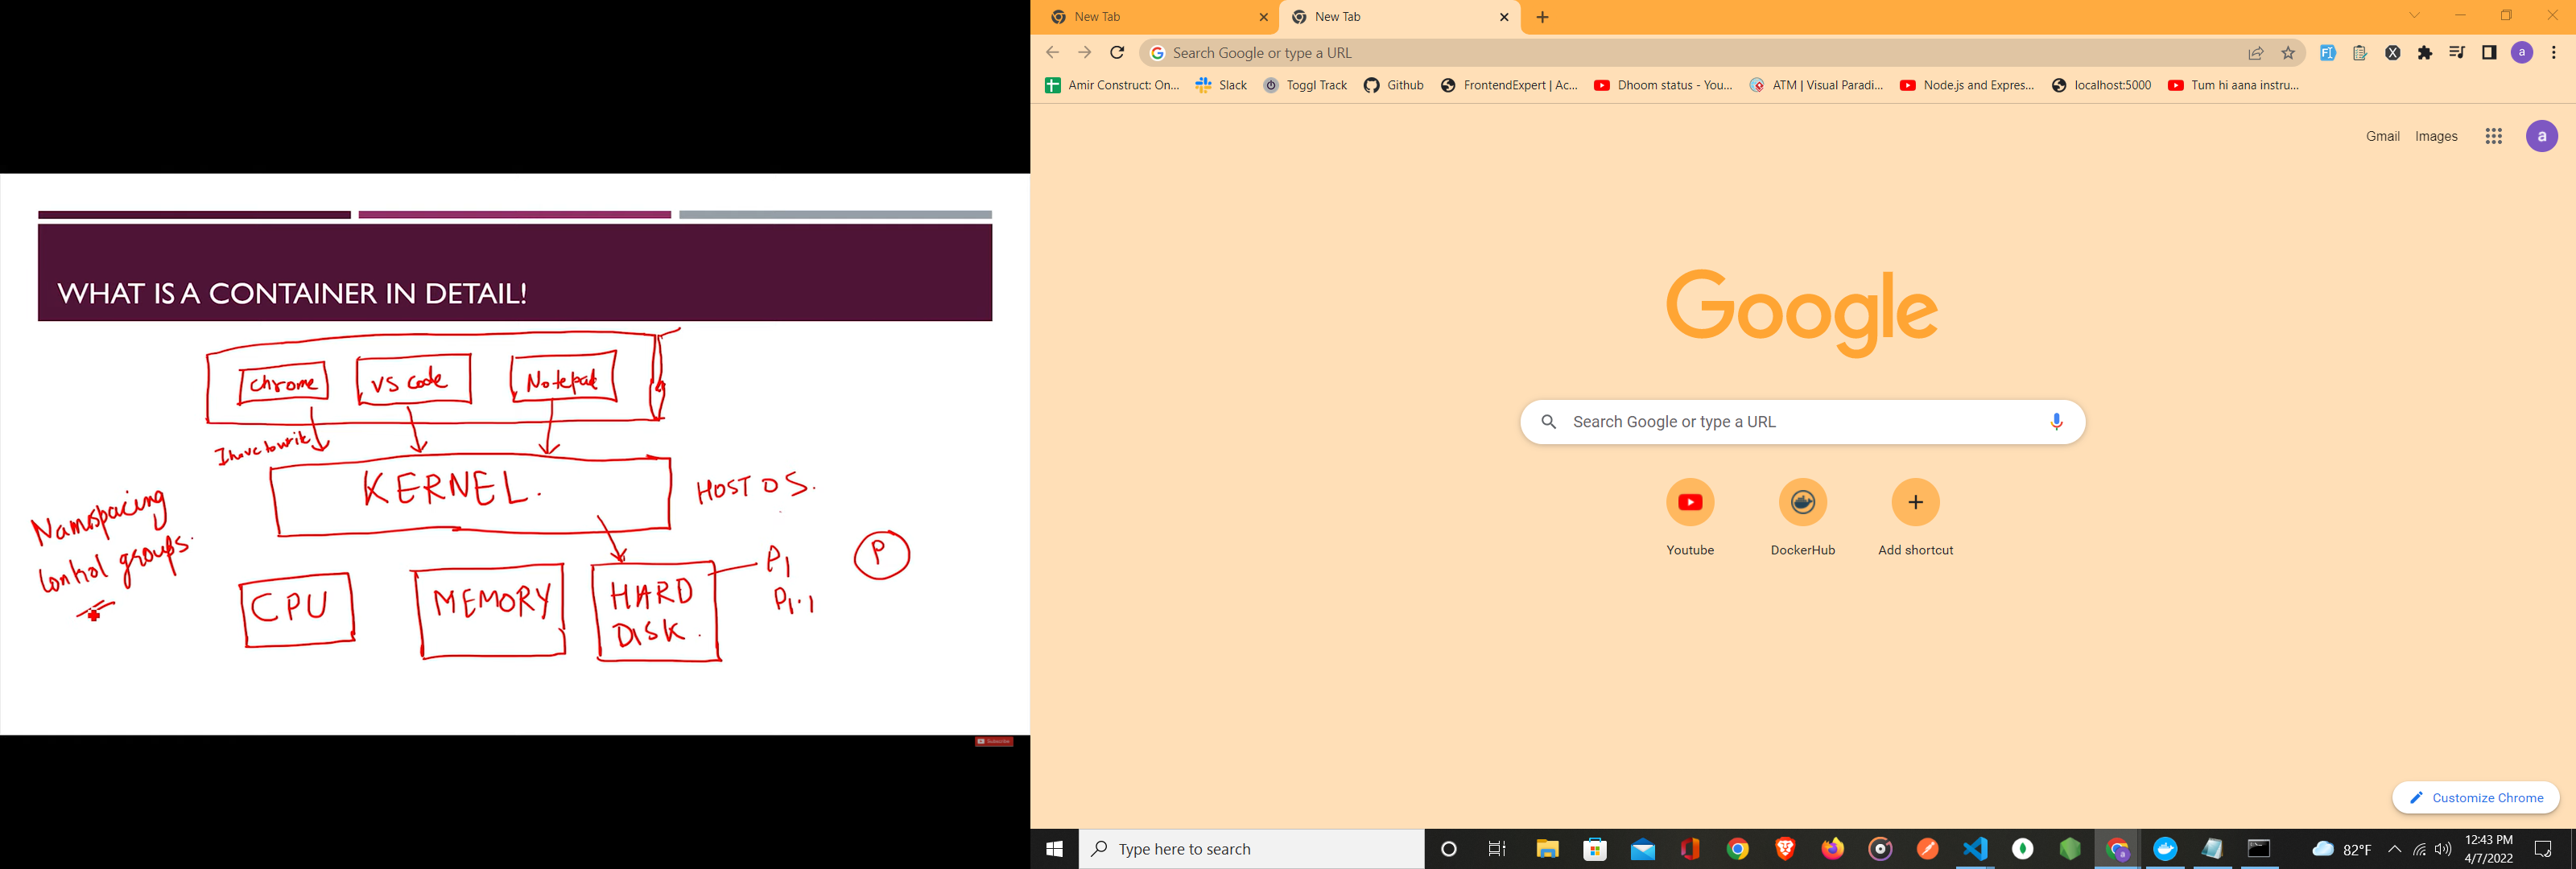 WHAT IS A CONTAINER IN DETAIL!
chrome
vs code
Notepad
I have to write
KERNEL.
HOST OS.
Namespacing
Control groups.
CPU
MEMORY
HARD
DISK.
P1
P1.1
P
Subscribe
New Tab
New Tab
Search Google or type a URL
a
Amir Construct: On...
Slack
Toggl Track
Github
FrontendExpert | Ac...
Dhoom status - You...
ATM | Visual Paradi...
Node.js and Expres...
localhost:5000
Tum hi aana instru...
Gmail
Images
a
Google
Search Google or type a URL
Youtube
DockerHub
Add shortcut
Customize Chrome
Type here to search
82°F
12:43 PM
4/7/2022